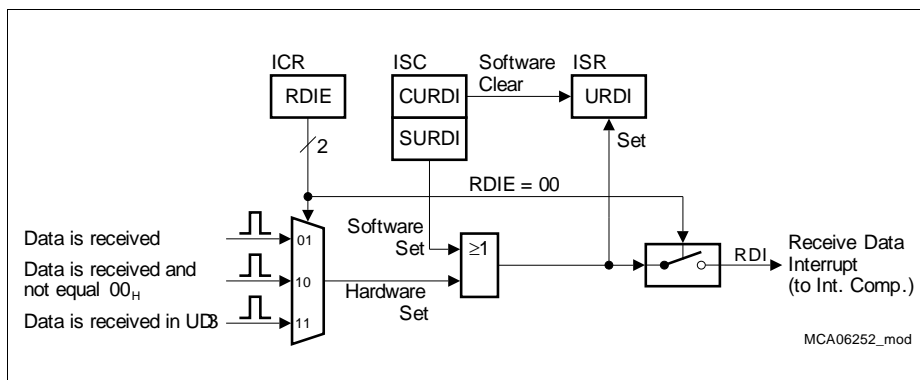 ICR
RDIE
2
ISC
CURDI
SURDI
Software
Clear
ISR
URDI
Set
RDIE = 00
Data is received
01
Data is received and
not equal 00H
10
Data is received in UD3
11
Software
Set
≥1
Hardware
Set
RDI
Receive Data
Interrupt
(to Int. Comp.)
MCA06252_mod